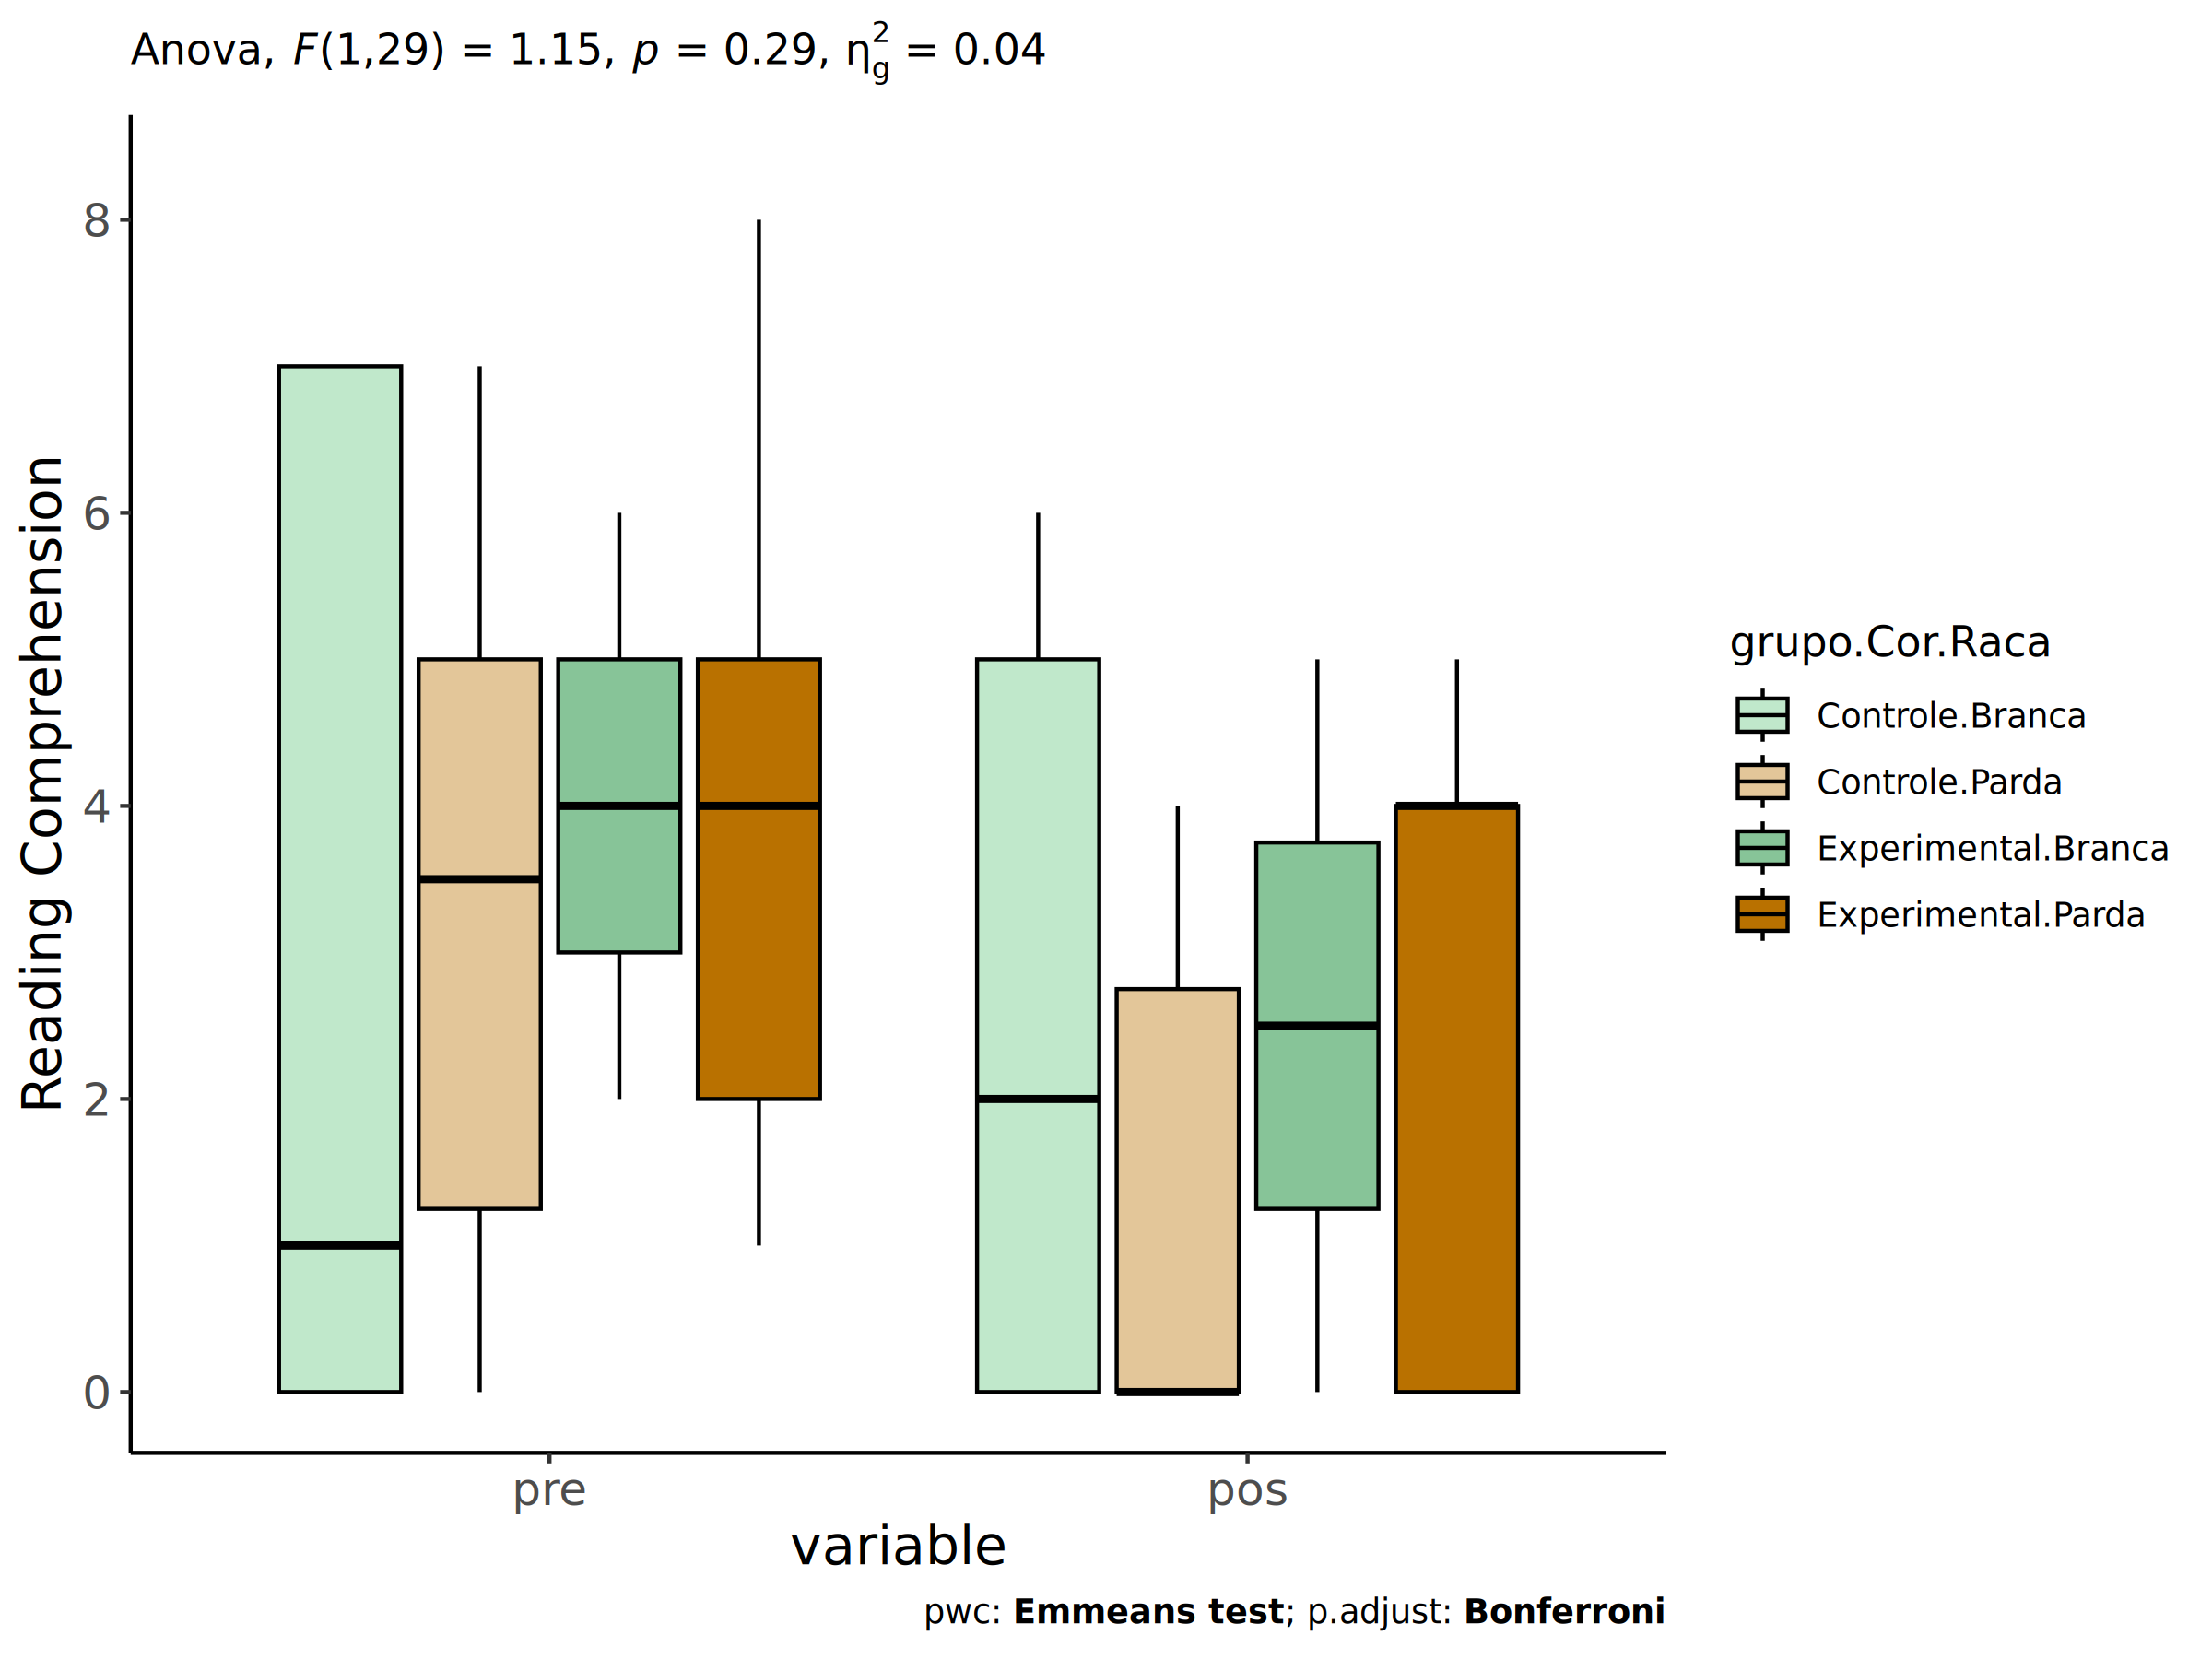 Anova, F(1,29) = 1.15, p = 0.29, η²g = 0.04
Reading Comprehension
8
6
4
2
0
pre pos
variable
grupo.Cor.Raca
Controle.Branca
Controle.Parda
Experimental.Branca
Experimental.Parda
pwc: Emmeans test; p.adjust: Bonferroni